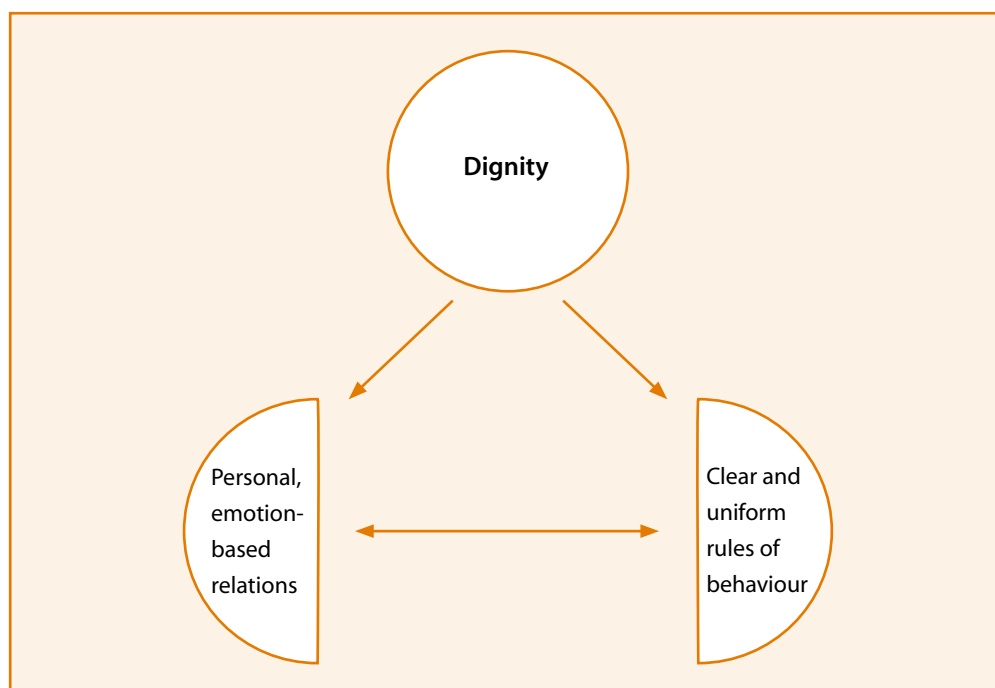 Dignity
Personal,
emotion-
based
relations
Clear and
uniform
rules of
behaviour